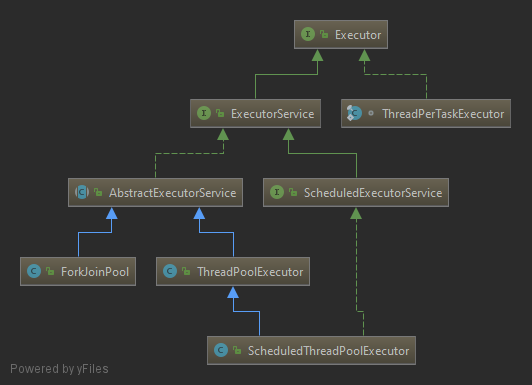 Executor
ExecutorService
ThreadPerTaskExecutor
AbstractExecutorService
ScheduledExecutorService
ForkJoinPool
ThreadPoolExecutor
ScheduledThreadPoolExecutor
Powered by yFiles